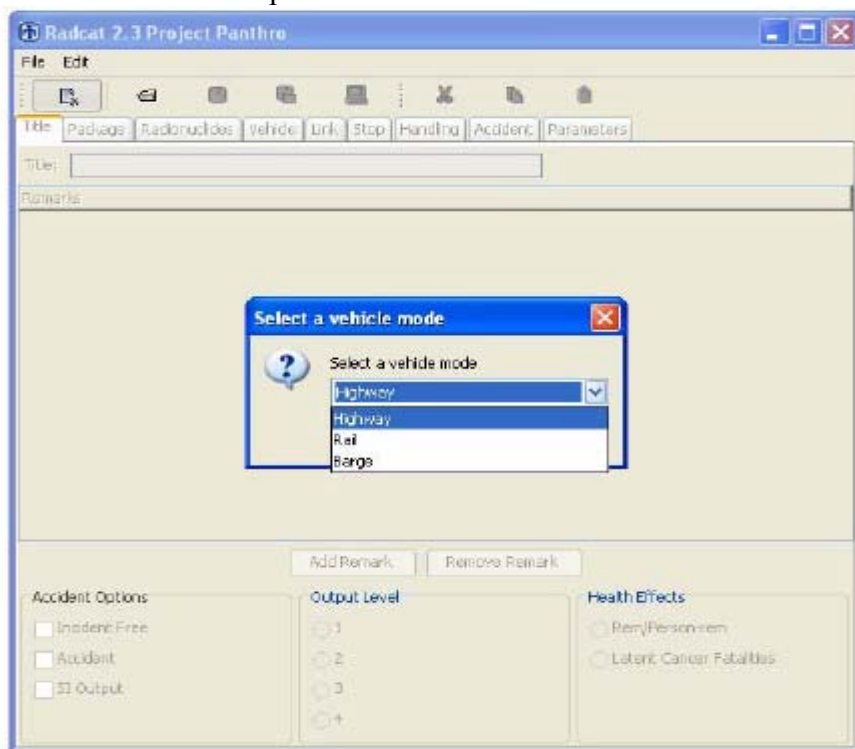 Radcat 2.3 Project Panthro
File Edit
Title Package Radionuclides Vehicle Link Stop Handling Accident Parameters
Title:
Remarks
Select a vehicle mode
Select a vehicle mode
Highway
Highway
Rail
Barge
Add Remark Remove Remark
Accident Options Output Level Health Effects
Incident Free 1 Rem/Person-rem
Accident 2 Latent Cancer Fatalities
SI Output 3
4